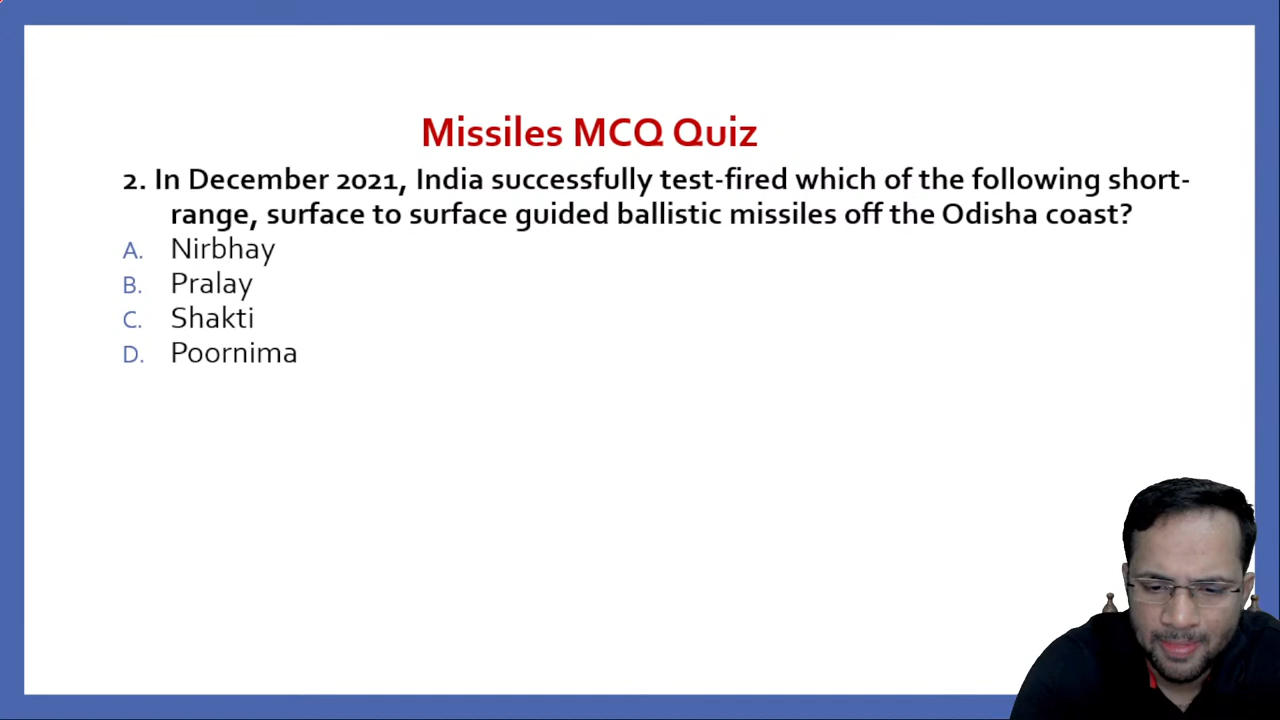 Missiles MCQ Quiz
2. In December 2021, India successfully test-fired which of the following short-
range, surface to surface guided ballistic missiles off the Odisha coast?
A. Nirbhay
B. Pralay
C. Shakti
D. Poornima